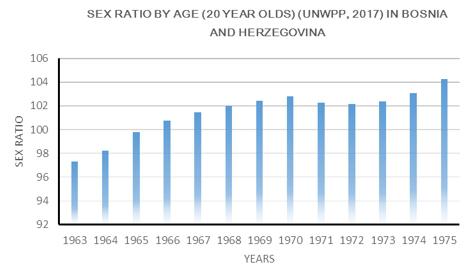 SEX RATIO BY AGE (20 YEAR OLDS) (UNWPP, 2017) IN BOSNIA
AND HERZEGOVINA
106
104
102
100
98
96
94
92
SEX RATIO
1963 1964 1965 1966 1967 1968 1969 1970 1971 1972 1973 1974 1975
YEARS